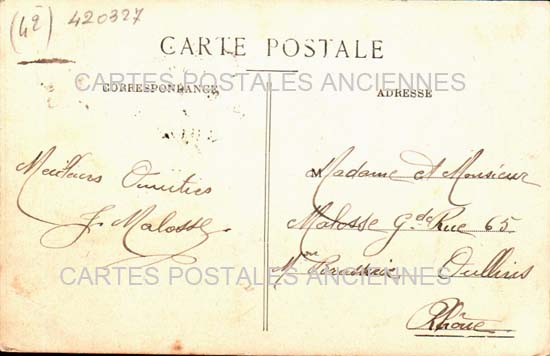 (42) 420327
CARTE POSTALE
CARTES POSTALES ANCIENNES
CORRESPONDANCE
ADRESSE
Meilleurs Amitiés
J. Malosse
M Madame et Monsieur
Malosse Gde Rue 65
Mon Oullins
Rhône
CARTES POSTALES ANCIENNES